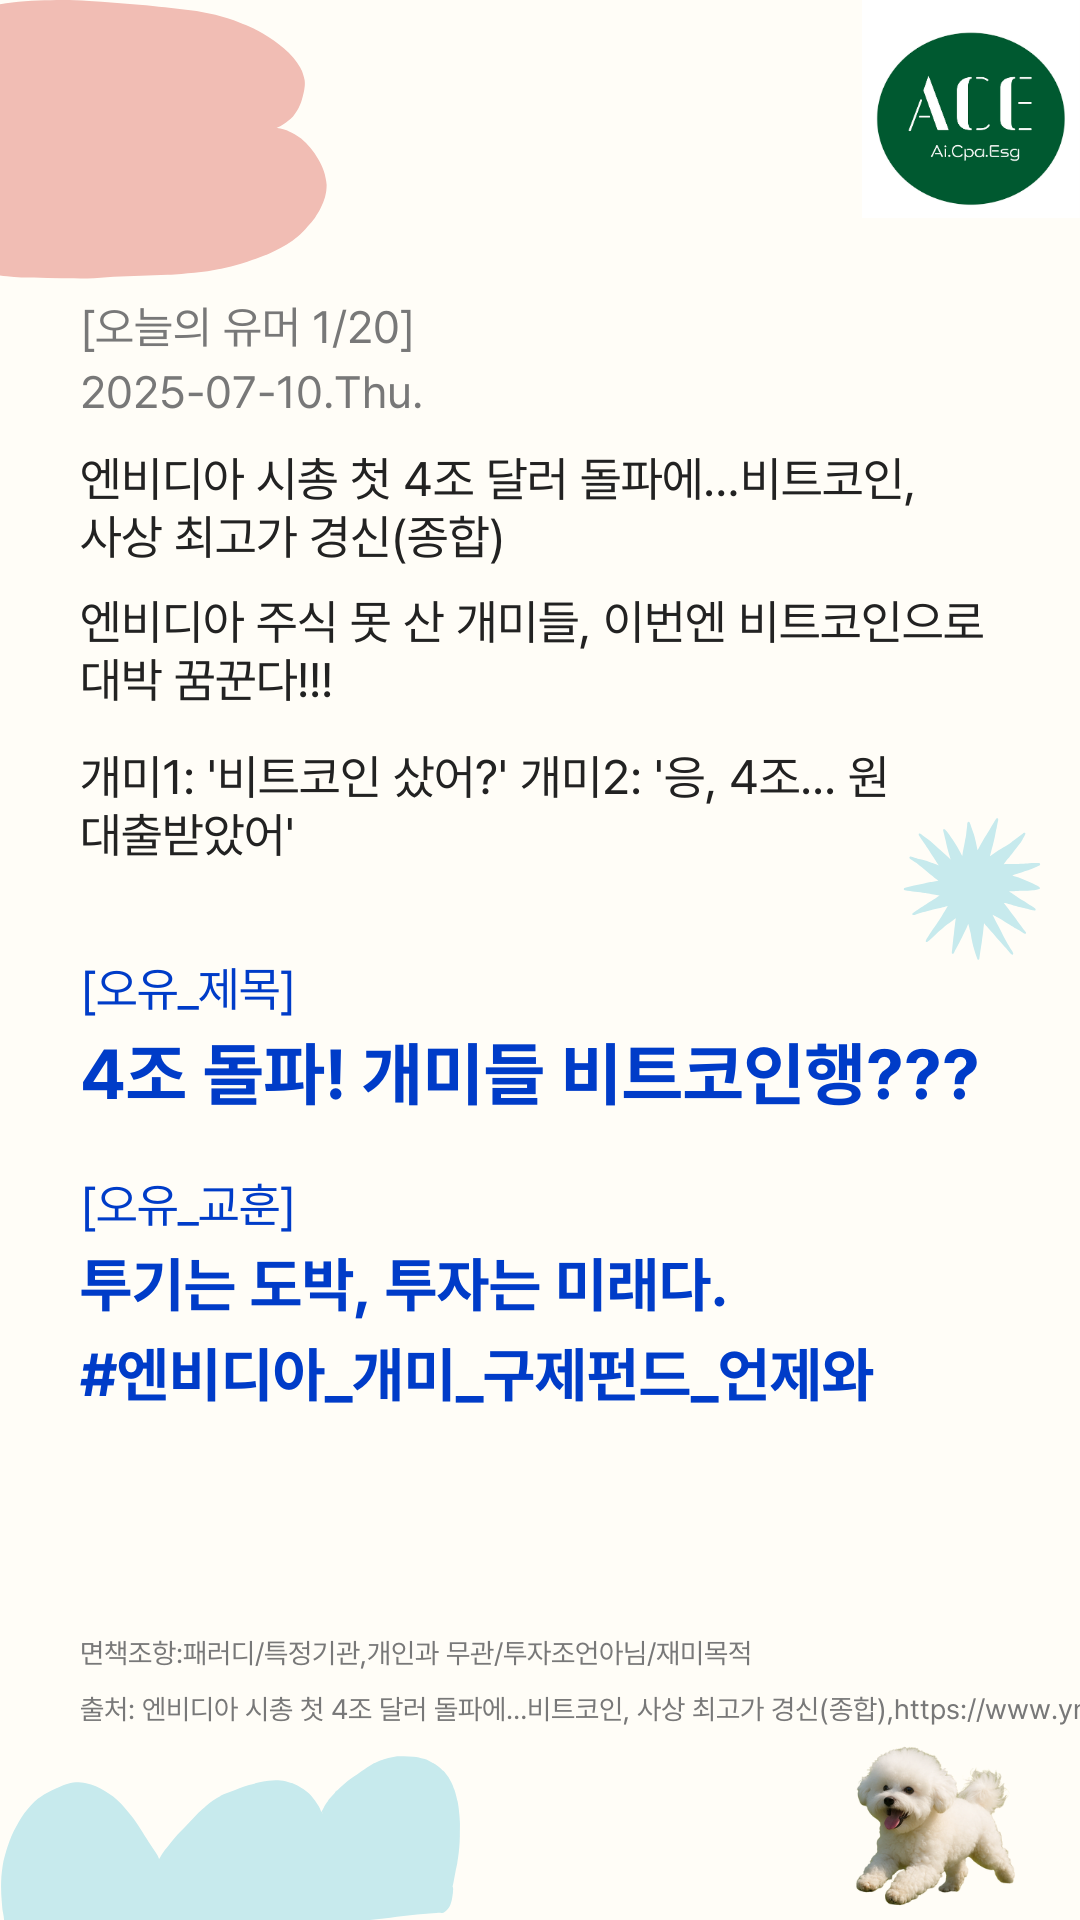 ACE
Ai.Cpa.Esg
[오늘의 유머 1/20]
2025-07-10.Thu.
엔비디아 시총 첫 4조 달러 돌파에…비트코인,
사상 최고가 경신(종합)
엔비디아 주식 못 산 개미들, 이번엔 비트코인으로
대박 꿈꾼다!!!
개미1: '비트코인 샀어?' 개미2: '응, 4조... 원
대출받았어'
[오유_제목]
4조 돌파! 개미들 비트코인행???
[오유_교훈]
투기는 도박, 투자는 미래다.
#엔비디아_개미_구제펀드_언제와
면책조항:패러디/특정기관,개인과 무관/투자조언아님/재미목적
출처: 엔비디아 시총 첫 4조 달러 돌파에…비트코인, 사상 최고가 경신(종합),https://www.yn